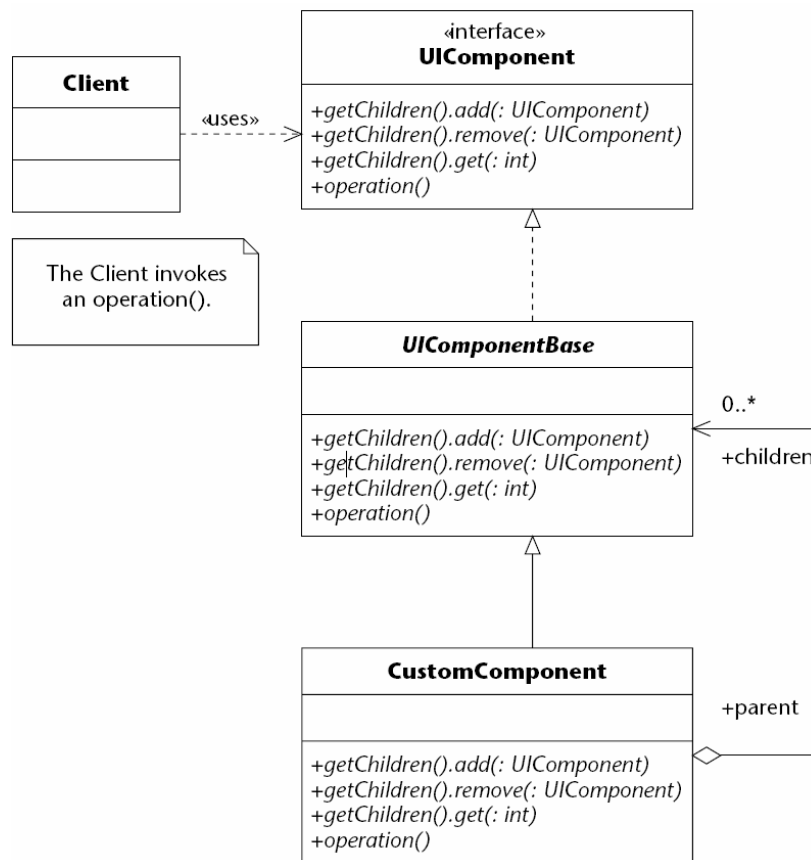 «interface»
UIComponent
+getChildren().add(: UIComponent)
+getChildren().remove(: UIComponent)
+getChildren().get(: int)
+operation()
Client
«uses»
The Client invokes
an operation().
UIComponentBase
+getChildren().add(: UIComponent)
+getChildren().remove(: UIComponent)
+getChildren().get(: int)
+operation()
0..*
+children
CustomComponent
+getChildren().add(: UIComponent)
+getChildren().remove(: UIComponent)
+getChildren().get(: int)
+operation()
+parent